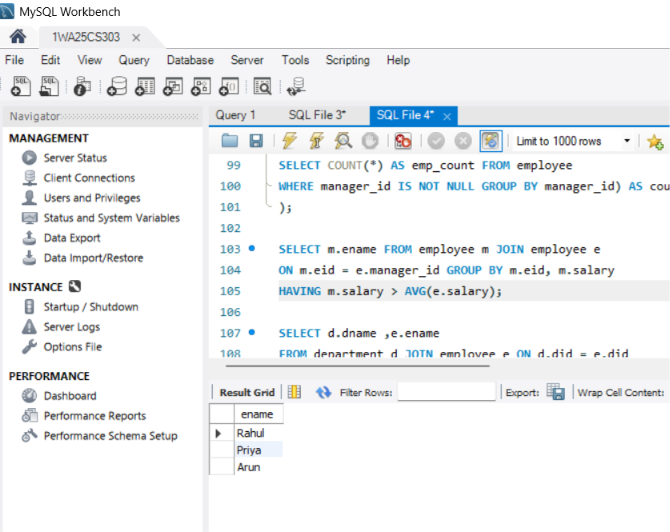 MySQL Workbench
1WA25CS303
File Edit View Query Database Server Tools Scripting Help
Navigator
MANAGEMENT
Server Status
Client Connections
Users and Privileges
Status and System Variables
Data Export
Data Import/Restore
INSTANCE
Startup / Shutdown
Server Logs
Options File
PERFORMANCE
Dashboard
Performance Reports
Performance Schema Setup
Query 1 SQL File 3* SQL File 4*
Limit to 1000 rows
99 SELECT COUNT(*) AS emp_count FROM employee
100 WHERE manager_id IS NOT NULL GROUP BY manager_id) AS cou
101 );
102
103 SELECT m.ename FROM employee m JOIN employee e
104 ON m.eid = e.manager_id GROUP BY m.eid, m.salary
105 HAVING m.salary > AVG(e.salary);
106
107 SELECT d.dname ,e.ename
108 FROM department d JOIN employee e ON d.did = e.did
Result Grid Filter Rows: Export: Wrap Cell Content:
ename
Rahul
Priya
Arun